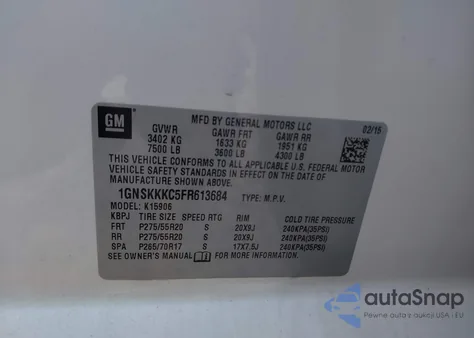 GM
MFD BY GENERAL MOTORS LLC
02/15
GVWR GAWR FRT GAWR RR
3402 KG 1633 KG 1951 KG
7500 LB 3600 LB 4300 LB
THIS VEHICLE CONFORMS TO ALL APPLICABLE U.S. FEDERAL MOTOR
VEHICLE SAFETY STANDARDS IN EFFECT ON THE DATE OF
MANUFACTURE SHOWN ABOVE.
1GNSKKKC5FR613684 TYPE: M.P.V.
MODEL: K15906
KBPJ TIRE SIZE SPEED RTG RIM COLD TIRE PRESSURE
FRT P275/55R20 S 20X9J 240KPA(35PSI)
RR P275/55R20 S 20X9J 240KPA(35PSI)
SPA P265/70R17 S 17X7.5J 240KPA(35PSI)
SEE OWNER'S MANUAL
autoSnap
Pewne auta z USA i EU